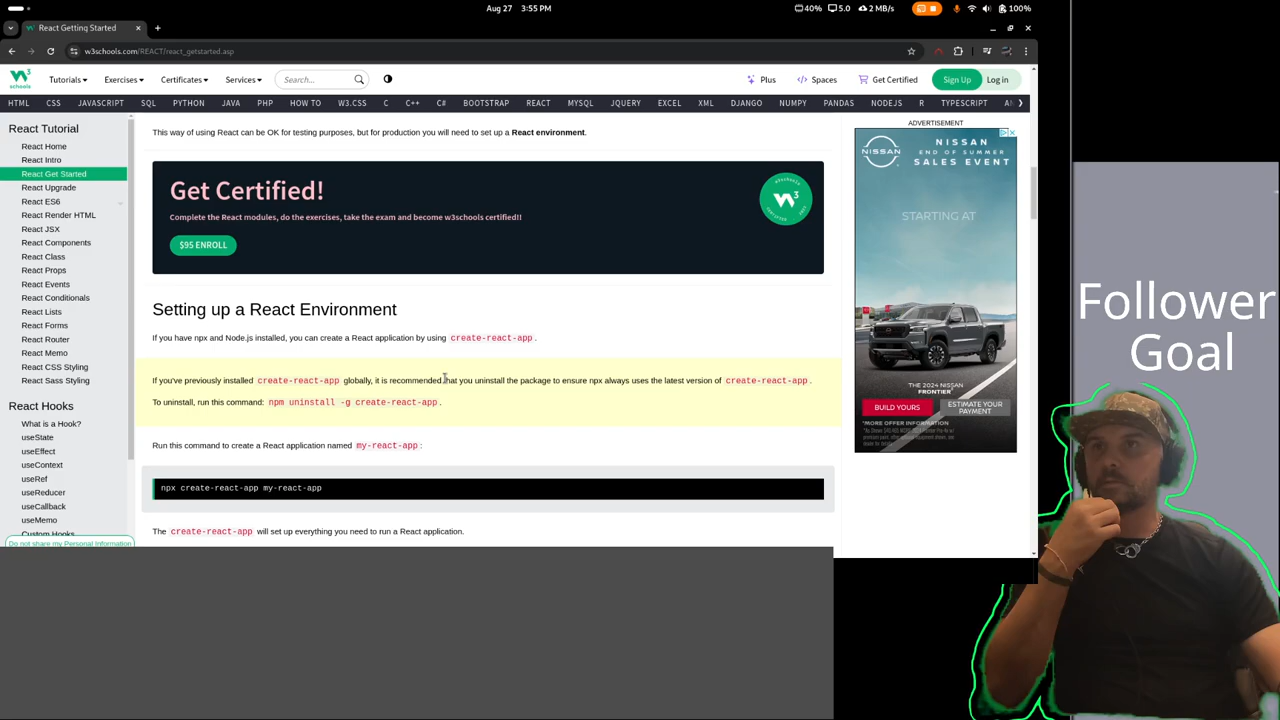 Aug 27 3:55 PM
40% 5.0 2 MB/s 100%
React Getting Started
w3schools.com/REACT/react_getstarted.asp
schools Tutorials Exercises Certificates Services Search... Plus Spaces Get Certified Sign Up Log in
HTML CSS JAVASCRIPT SQL PYTHON JAVA PHP HOW TO W3.CSS C C++ C# BOOTSTRAP REACT MYSQL JQUERY EXCEL XML DJANGO NUMPY PANDAS NODEJS R TYPESCRIPT
React Tutorial
React Home
React Intro
React Get Started
React Upgrade
React ES6
React Render HTML
React JSX
React Components
React Class
React Props
React Events
React Conditionals
React Lists
React Forms
React Router
React Memo
React CSS Styling
React Sass Styling
React Hooks
What is a Hook?
useState
useEffect
useContext
useRef
useReducer
useCallback
useMemo
Custom Hooks
Do not share my Personal Information
This way of using React can be OK for testing purposes, but for production you will need to set up a React environment.
Get Certified!
Complete the React modules, do the exercises, take the exam and become w3schools certified!!
$95 ENROLL
Setting up a React Environment
If you have npx and Node.js installed, you can create a React application by using create-react-app.
If you've previously installed create-react-app globally, it is recommended that you uninstall the package to ensure npx always uses the latest version of create-react-app.
To uninstall, run this command: npm uninstall -g create-react-app.
Run this command to create a React application named my-react-app:
npx create-react-app my-react-app
The create-react-app will set up everything you need to run a React application.
ADVERTISEMENT
NISSAN
NISSAN
END OF SUMMER
SALES EVENT
STARTING AT
THE 2024 NISSAN
FRONTIER
BUILD YOURS
ESTIMATE YOUR
PAYMENT
*MORE OFFER INFORMATION
Follower
Goal